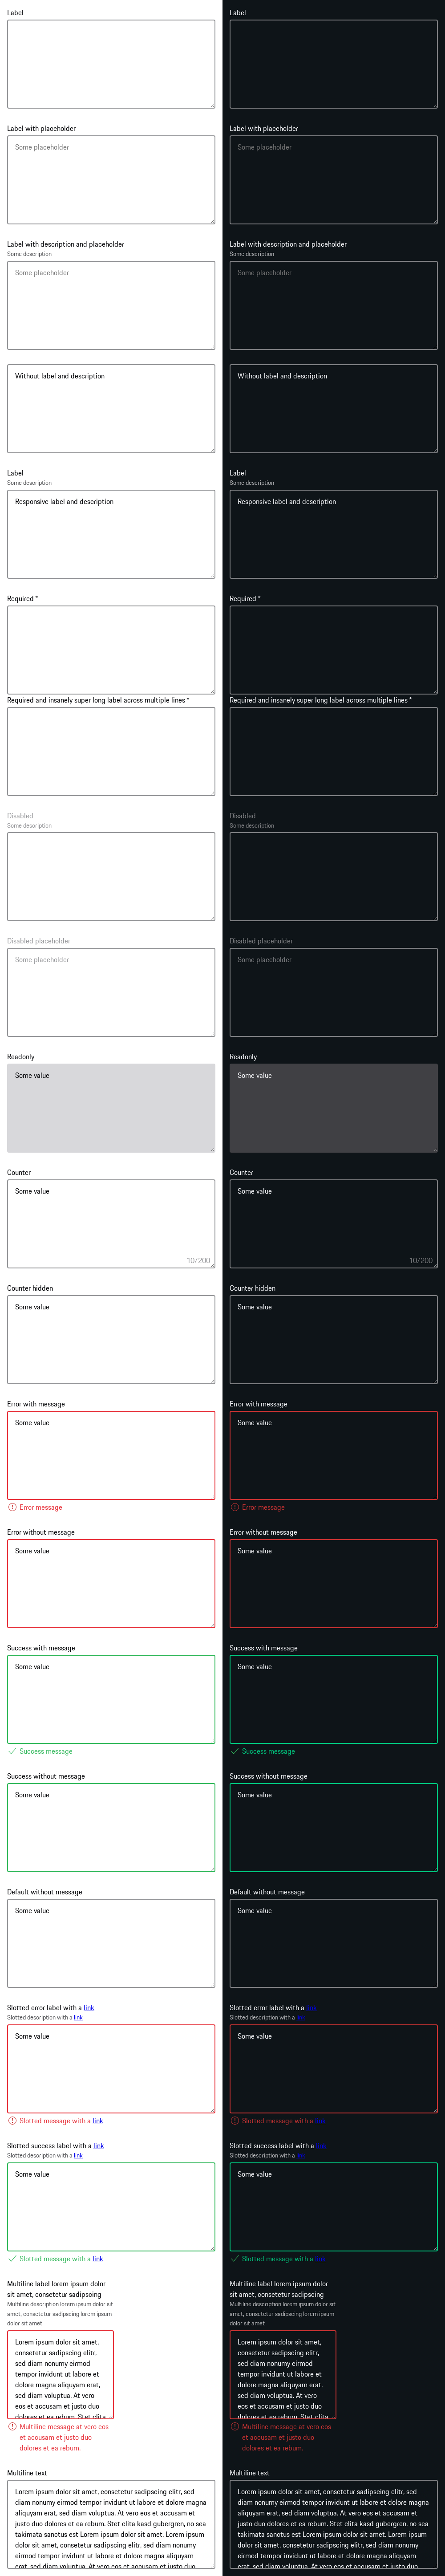 Label
Label with placeholder
Some placeholder
Label with description and placeholder
Some description
Some placeholder
Without label and description
Label
Some description
Responsive label and description
Required *
Required and insanely super long label across multiple lines *
Disabled
Some description
Disabled placeholder
Some placeholder
Readonly
Some value
Counter
Some value
10/200
Counter hidden
Some value
Error with message
Some value
Error message
Error without message
Some value
Success with message
Some value
Success message
Success without message
Some value
Default without message
Some value
Slotted error label with a link
Slotted description with a link
Some value
Slotted message with a link
Slotted success label with a link
Slotted description with a link
Some value
Slotted message with a link
Multiline label lorem ipsum dolor
sit amet, consetetur sadipscing
Multiline description lorem ipsum dolor sit
amet, consetetur sadipscing lorem ipsum
dolor sit amet
Lorem ipsum dolor sit amet,
consetetur sadipscing elitr,
sed diam nonumy eirmod
tempor invidunt ut labore et
dolore magna aliquyam erat,
sed diam voluptua. At vero
eos et accusam et justo duo
dolores et ea rebum. Stet clita
Multiline message at vero eos
et accusam et justo duo
dolores et ea rebum.
Multiline text
Lorem ipsum dolor sit amet, consetetur sadipscing elitr, sed
diam nonumy eirmod tempor invidunt ut labore et dolore magna
aliquyam erat, sed diam voluptua. At vero eos et accusam et
justo duo dolores et ea rebum. Stet clita kasd gubergren, no sea
takimata sanctus est Lorem ipsum dolor sit amet. Lorem ipsum
dolor sit amet, consetetur sadipscing elitr, sed diam nonumy
eirmod tempor invidunt ut labore et dolore magna aliquyam
erat, sed diam voluptua. At vero eos et accusam et justo duo
Label
Label with placeholder
Some placeholder
Label with description and placeholder
Some description
Some placeholder
Without label and description
Label
Some description
Responsive label and description
Required *
Required and insanely super long label across multiple lines *
Disabled
Some description
Disabled placeholder
Some placeholder
Readonly
Some value
Counter
Some value
10/200
Counter hidden
Some value
Error with message
Some value
Error message
Error without message
Some value
Success with message
Some value
Success message
Success without message
Some value
Default without message
Some value
Slotted error label with a link
Slotted description with a link
Some value
Slotted message with a link
Slotted success label with a link
Slotted description with a link
Some value
Slotted message with a link
Multiline label lorem ipsum dolor
sit amet, consetetur sadipscing
Multiline description lorem ipsum dolor sit
amet, consetetur sadipscing lorem ipsum
dolor sit amet
Lorem ipsum dolor sit amet,
consetetur sadipscing elitr,
sed diam nonumy eirmod
tempor invidunt ut labore et
dolore magna aliquyam erat,
sed diam voluptua. At vero
eos et accusam et justo duo
dolores et ea rebum. Stet clita
Multiline message at vero eos
et accusam et justo duo
dolores et ea rebum.
Multiline text
Lorem ipsum dolor sit amet, consetetur sadipscing elitr, sed
diam nonumy eirmod tempor invidunt ut labore et dolore magna
aliquyam erat, sed diam voluptua. At vero eos et accusam et
justo duo dolores et ea rebum. Stet clita kasd gubergren, no sea
takimata sanctus est Lorem ipsum dolor sit amet. Lorem ipsum
dolor sit amet, consetetur sadipscing elitr, sed diam nonumy
eirmod tempor invidunt ut labore et dolore magna aliquyam
erat, sed diam voluptua. At vero eos et accusam et justo duo